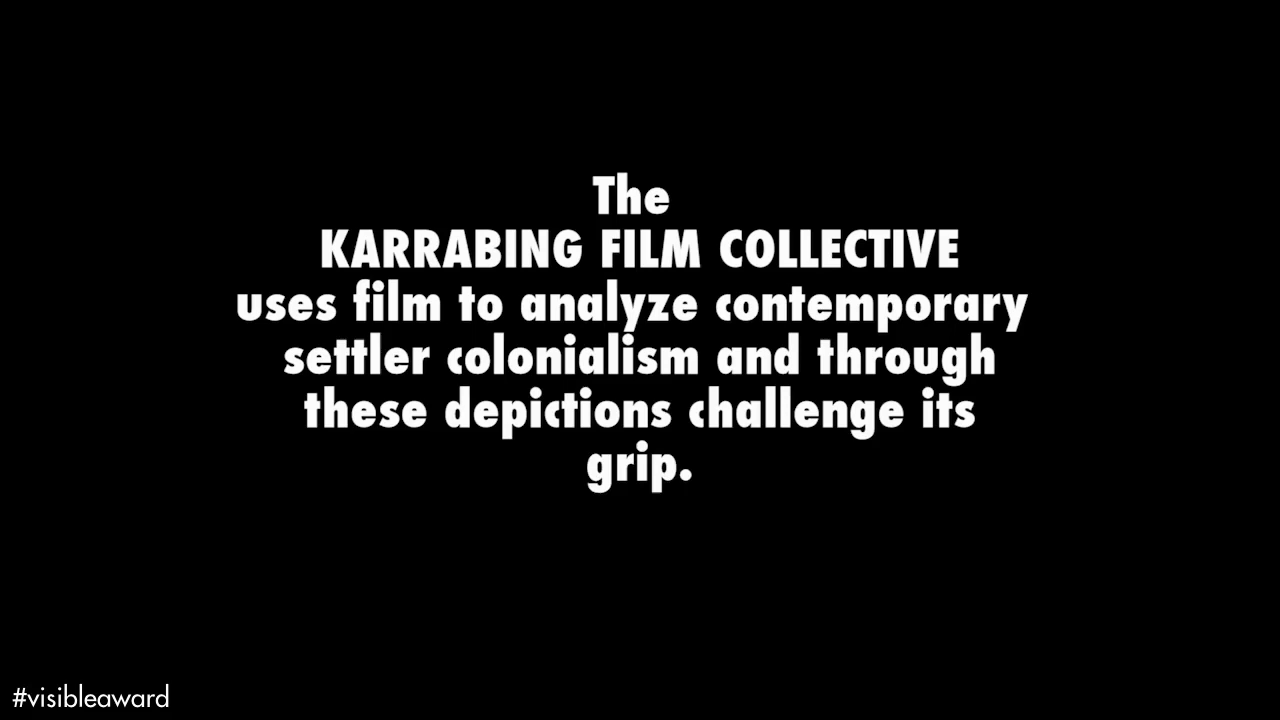 The
KARRABING FILM COLLECTIVE
uses film to analyze contemporary
settler colonialism and through
these depictions challenge its
grip.
#visibleaward